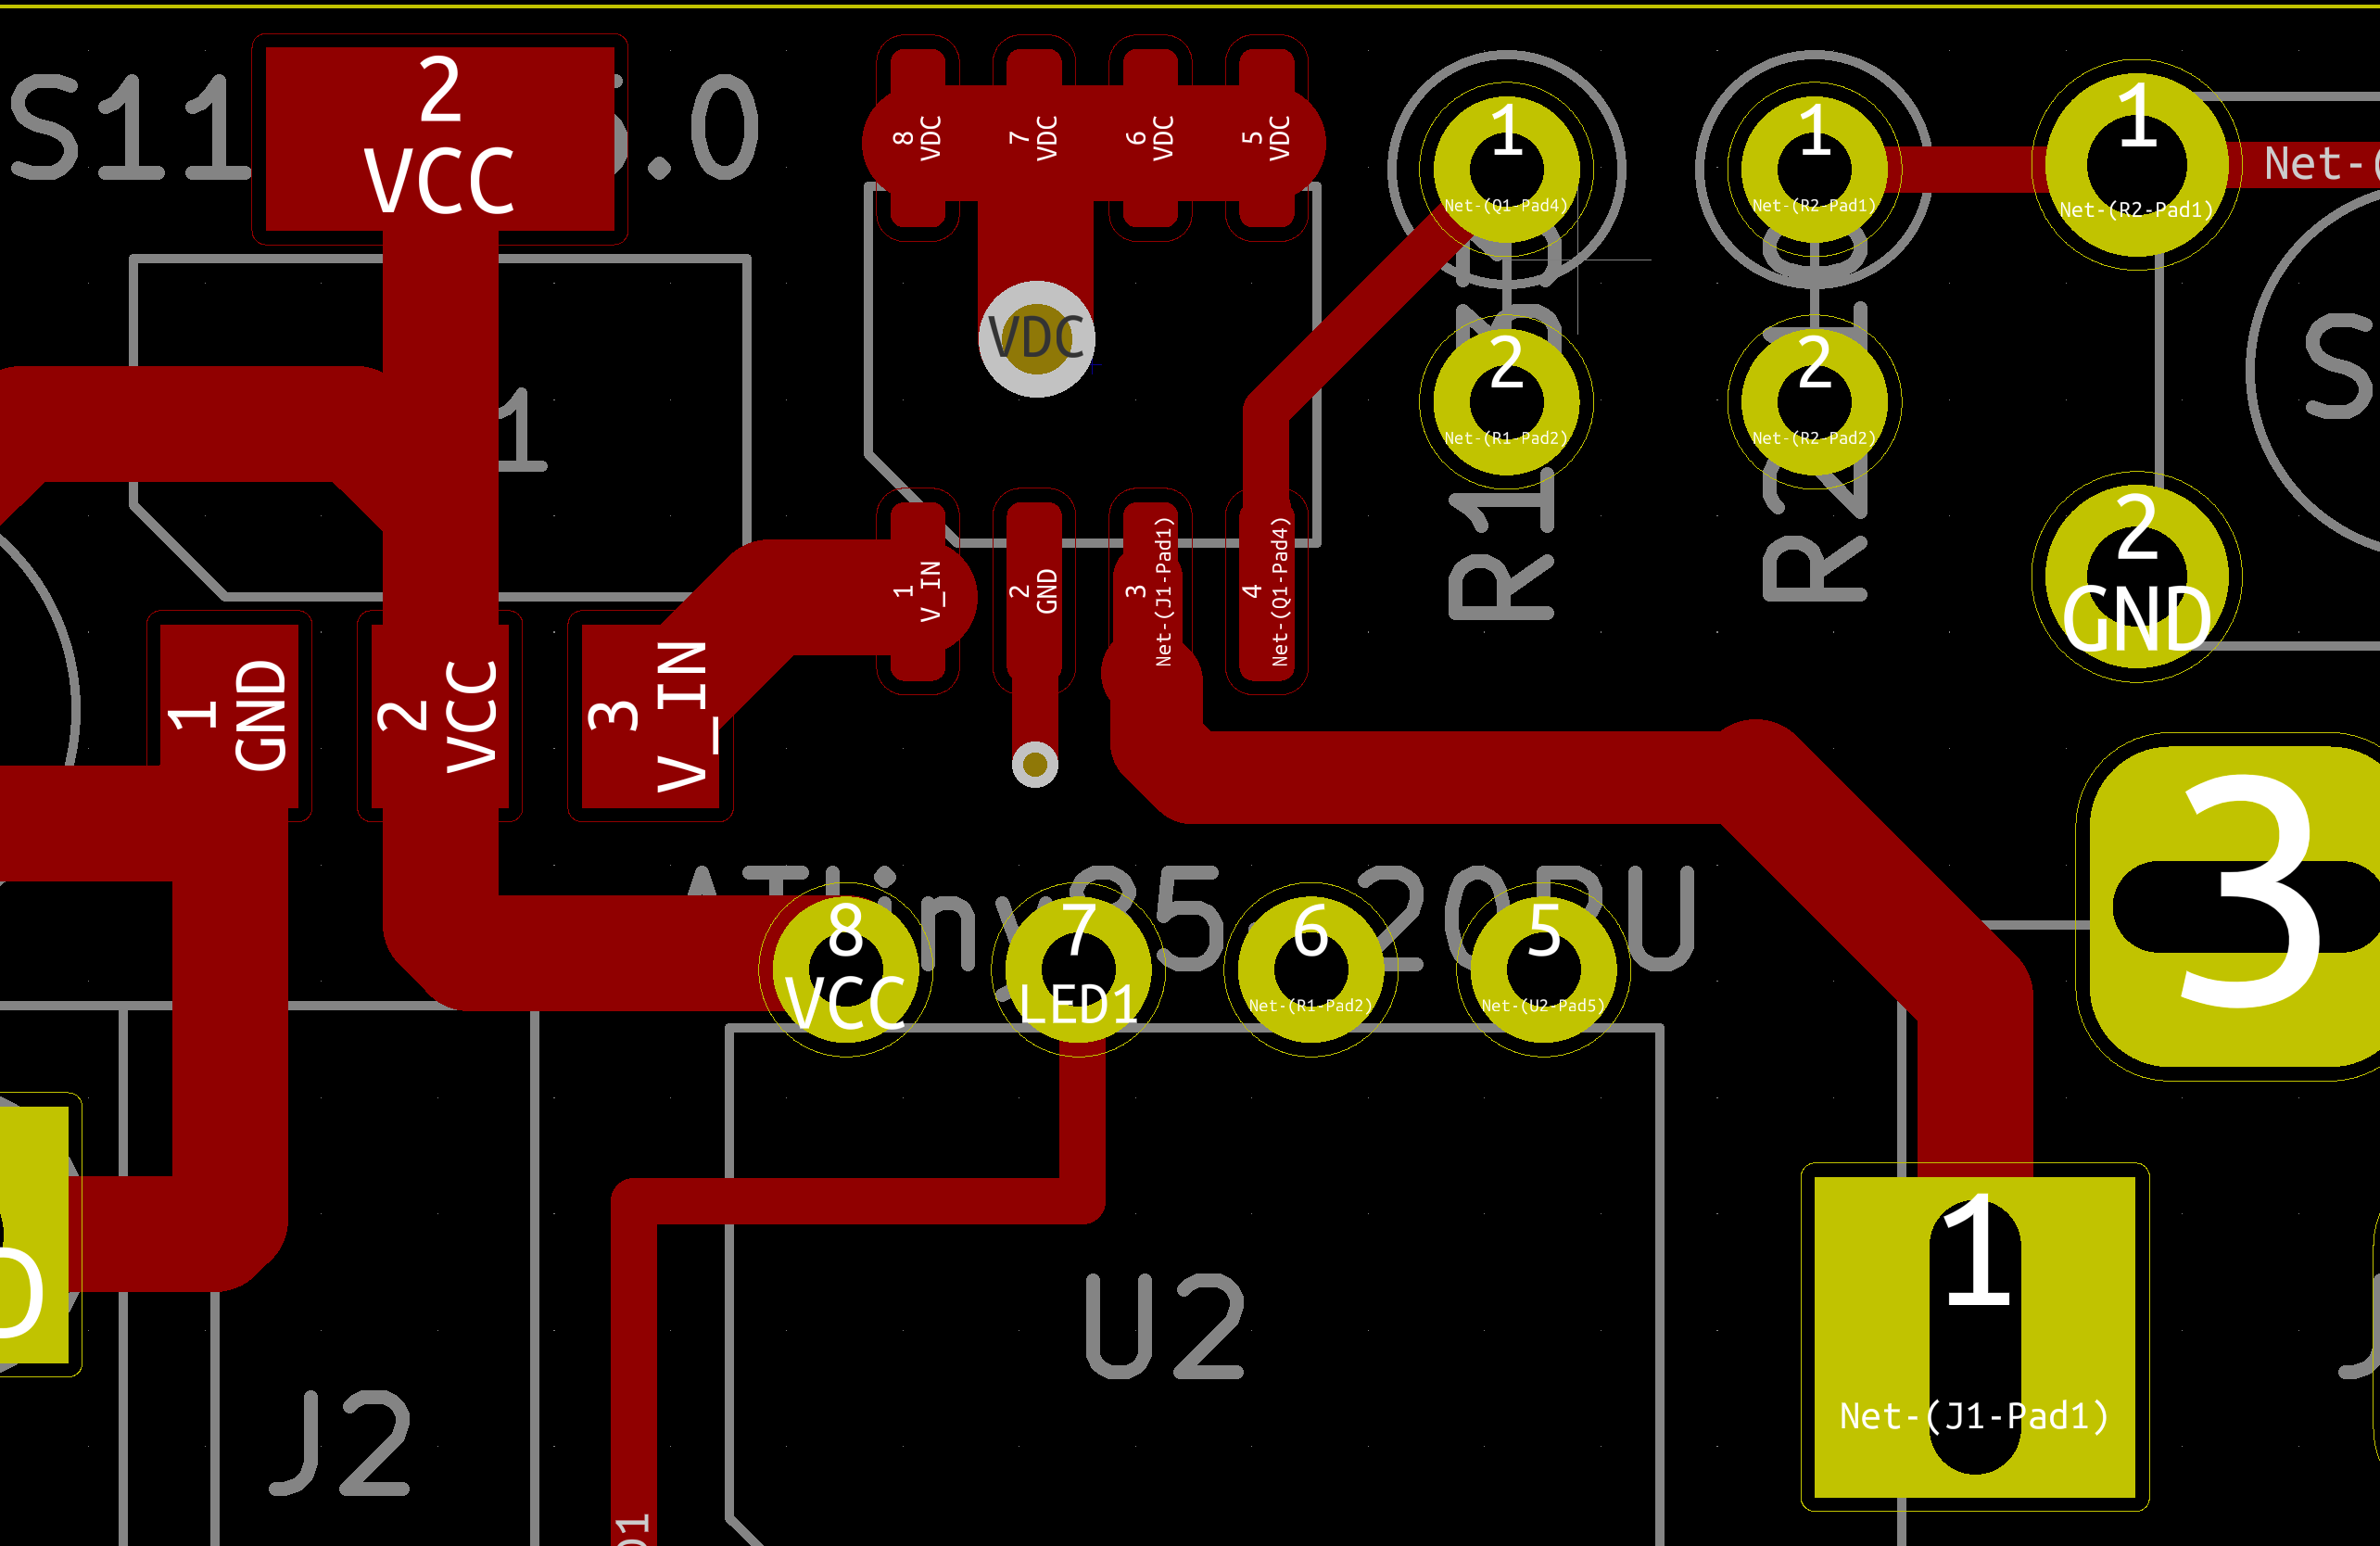 S11
5.0
2
VCC
8
VDC
7
VDC
6
VDC
5
VDC
1
Net-(Q1-Pad4)
1
Net-(R2-Pad1)
1
Net-(R2-Pad1)
Net-(
VDC
1
2
Net-(R1-Pad2)
2
Net-(R2-Pad2)
S
R1
R2
2
GND
1
V_IN
2
GND
3
Net-(J1-Pad1)
4
Net-(Q1-Pad4)
1
GND
2
VCC
3
V_IN
3
ATtiny85-20PU
8
VCC
7
LED1
6
Net-(R1-Pad2)
5
Net-(U2-Pad5)
U2
J2
1
Net-(J1-Pad1)